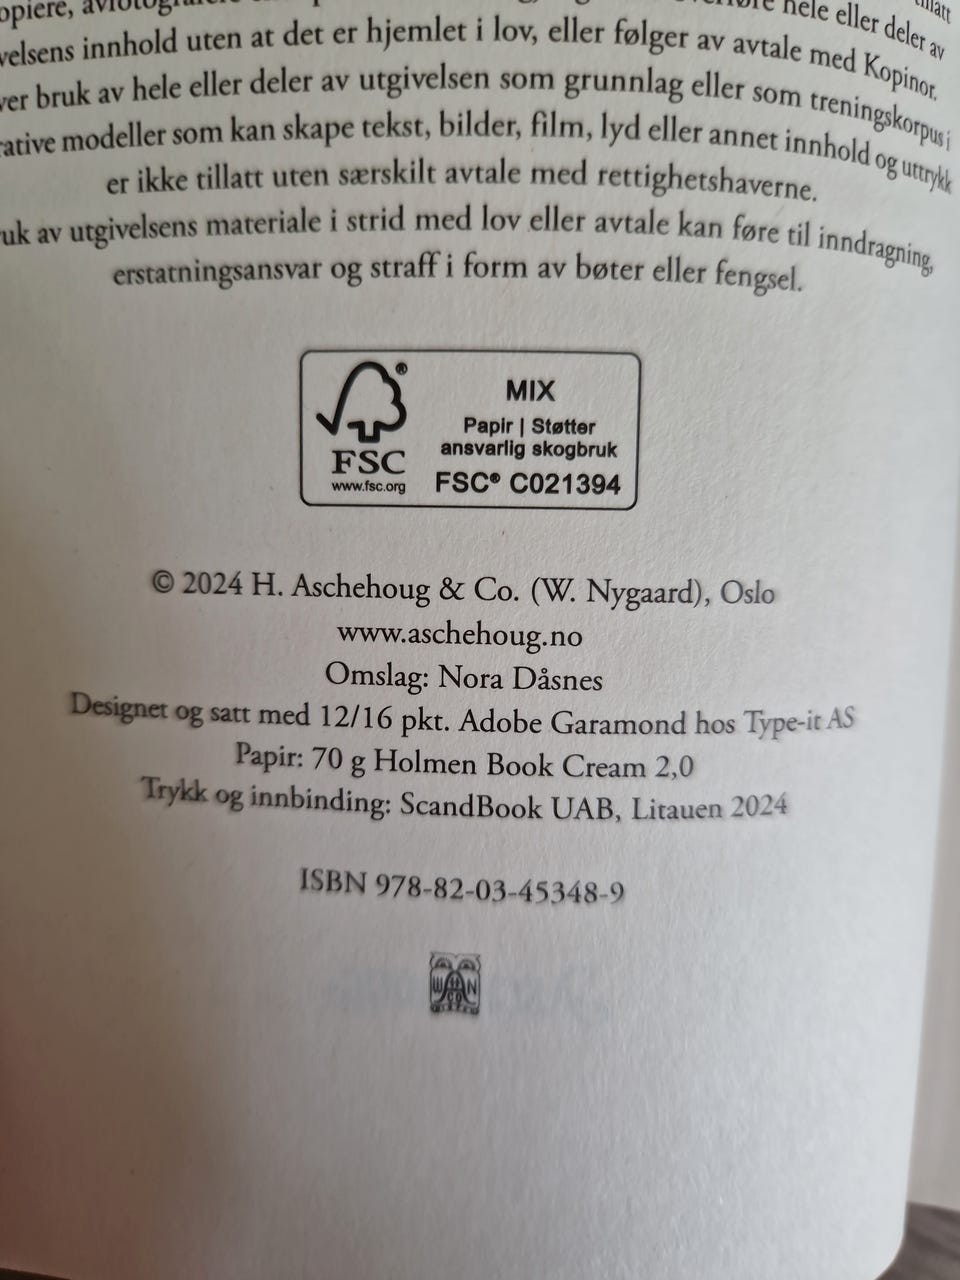 hele eller deler av
innhold uten at det er hjemlet i lov, eller følger av avtale med Kopinor.
bruk av hele eller deler av utgivelsen som grunnlag eller som treningskorpus i
modeller som kan skape tekst, bilder, film, lyd eller annet innhold og uttrykk
er ikke tillatt uten særskilt avtale med rettighetshaverne.
av utgivelsens materiale i strid med lov eller avtale kan føre til inndragning,
erstatningsansvar og straff i form av bøter eller fengsel.
®
FSC
www.fsc.org
MIX
Papir | Støtter
ansvarlig skogbruk
FSC® C021394
© 2024 H. Aschehoug & Co. (W. Nygaard), Oslo
www.aschehoug.no
Omslag: Nora Dåsnes
Designet og satt med 12/16 pkt. Adobe Garamond hos Type-it AS
Papir: 70 g Holmen Book Cream 2,0
Trykk og innbinding: ScandBook UAB, Litauen 2024
ISBN 978-82-03-45348-9